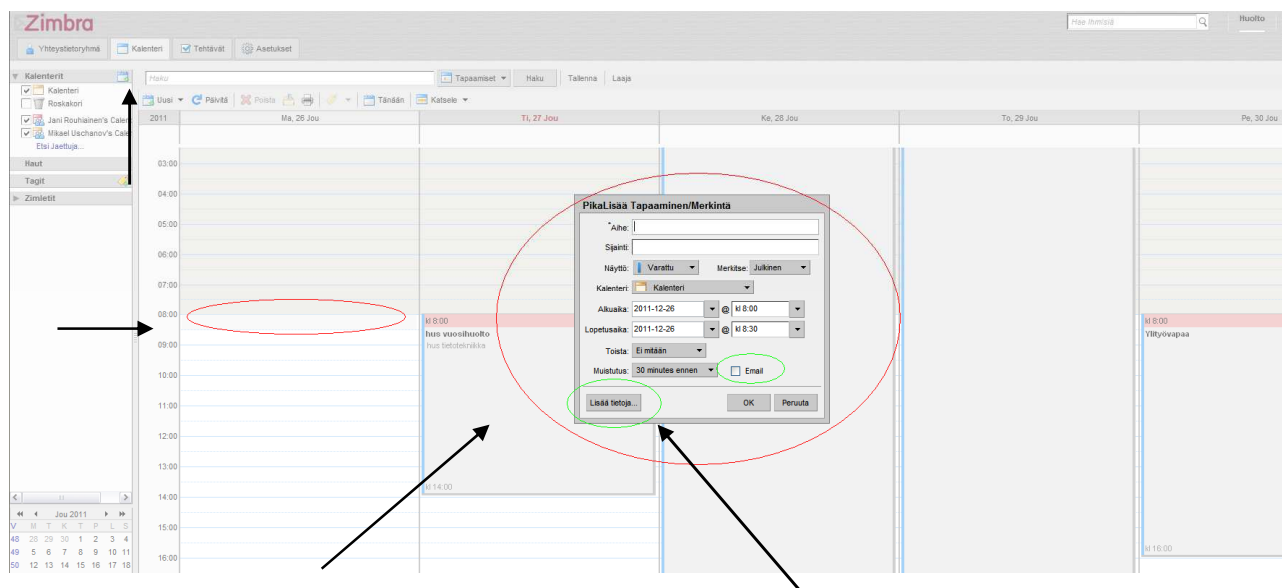 Zimbra
Hae Ihmisiä
Huolto
Yhteystietoryhmä Kalenteri Tehtävät Asetukset
Kalenterit
Kalenteri
Roskakori
Jani Rouhiainen's Calen
Mikael Uschanov's Cale
Etsi Jaettuja...
Haut
Tagit
Zimletit
Haku Tapaamiset Haku Tallenna Laaja
Uusi Päivitä Poista Tänään Katsele
2011 Ma, 26 Jou Ti, 27 Jou Ke, 28 Jou To, 29 Jou Pe, 30 Jou
03:00
04:00
05:00
06:00
07:00
08:00
09:00
10:00
11:00
12:00
13:00
14:00
15:00
16:00
kl 8:00
hus vuosihuolto
hus tietotekniikka
kl 14:00
PikaLisää Tapaaminen/Merkintä
*Aihe:
Sijainti:
Näyttö: Varattu Merkitse: Julkinen
Kalenteri: Kalenteri
Alkuaika: 2011-12-26 @ kl 8:00
Lopetusaika: 2011-12-26 @ kl 8:30
Toista: Ei mitään
Muistutus: 30 minutes ennen Email
Lisää tietoja... OK Peruuta
kl 8:00
Ylityövapaa
kl 16:00
Jou 2011
V M T K T P L S
48 28 29 30 1 2 3 4
49 5 6 7 8 9 10 11
50 12 13 14 15 16 17 18